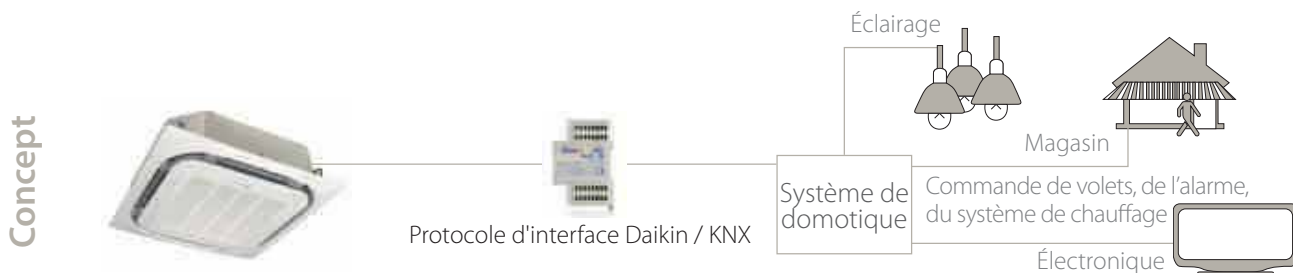 Concept
Éclairage
Magasin
Protocole d'interface Daikin / KNX
Système de
domotique
Commande de volets, de l'alarme,
du système de chauffage
Électronique